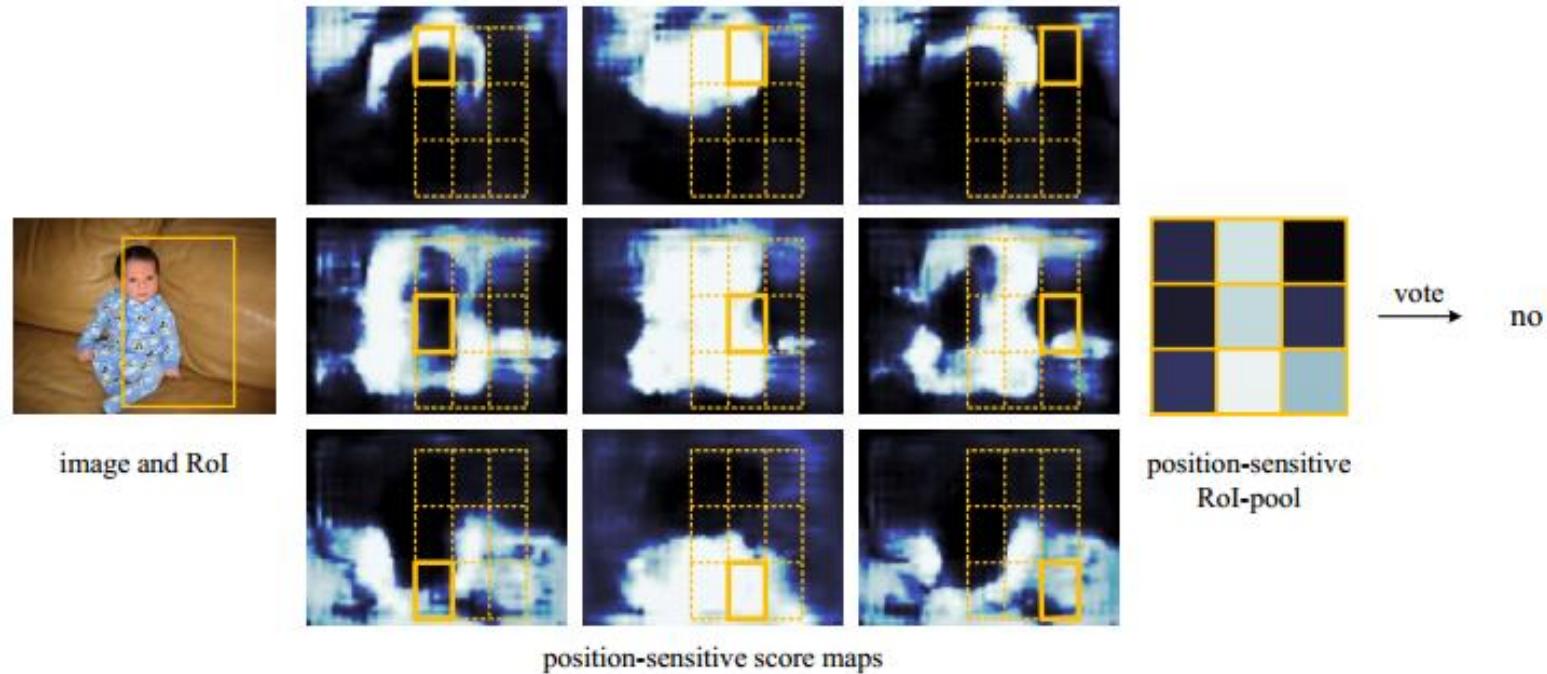 image and RoI
position-sensitive score maps
position-sensitive
RoI-pool
vote
no